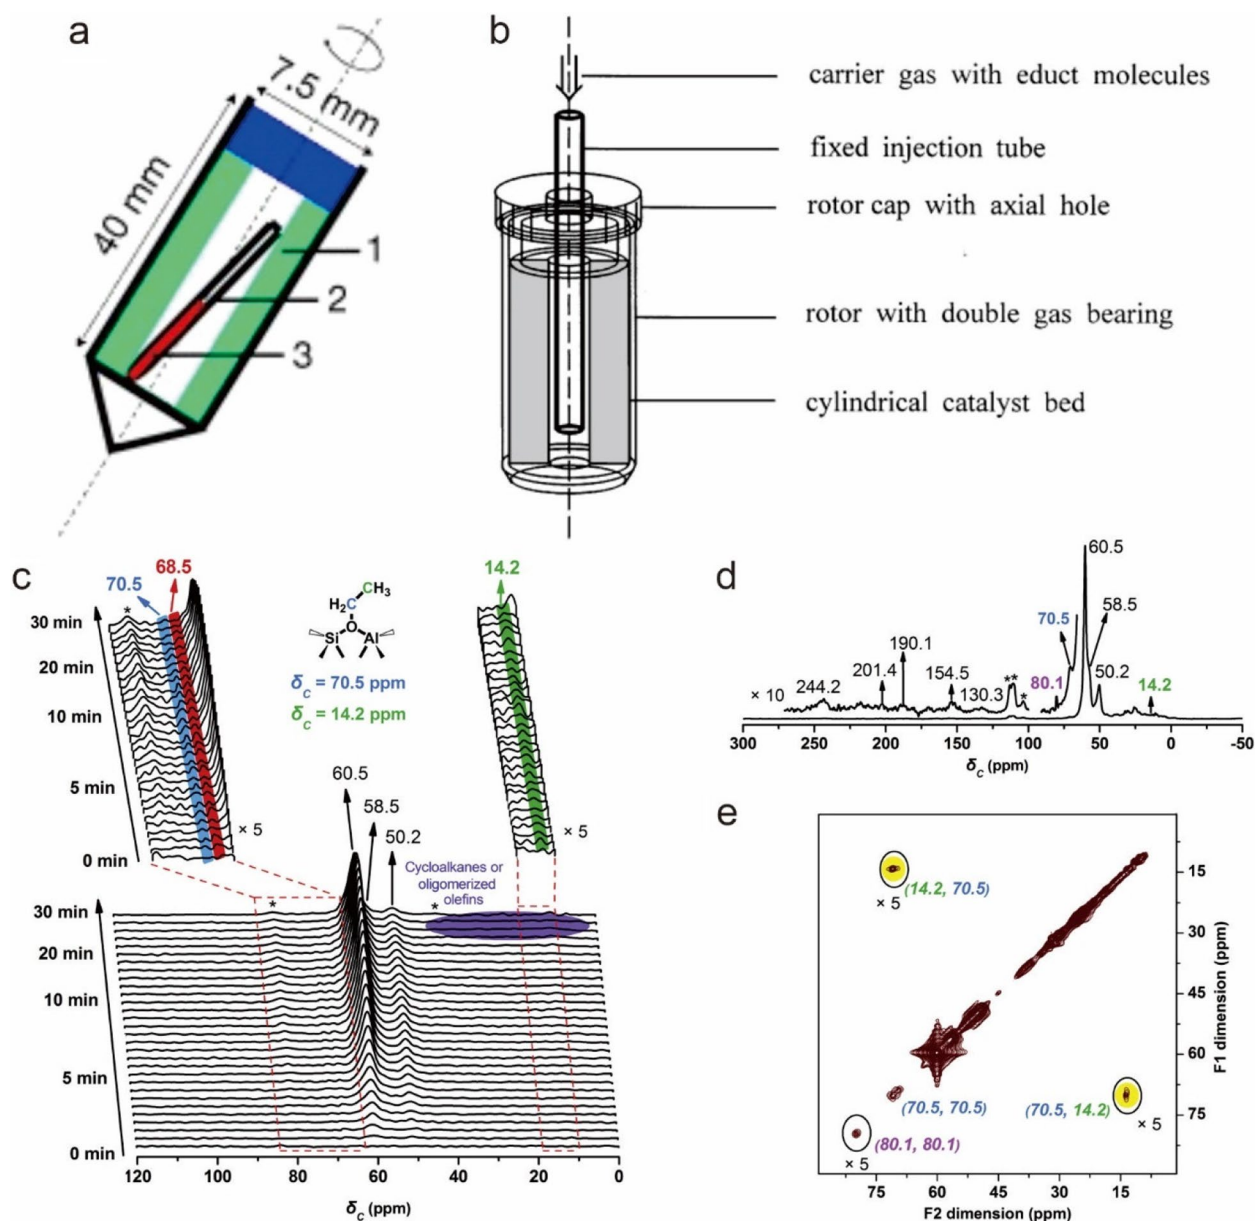 a
7.5 mm
40 mm
1
2
3
b
carrier gas with educt molecules
fixed injection tube
rotor cap with axial hole
rotor with double gas bearing
cylindrical catalyst bed
c
70.5
68.5
14.2
30 min
20 min
10 min
5 min
0 min
*
× 5
× 5
H₂C
CH₃
O
Si
Al
δC = 70.5 ppm
δC = 14.2 ppm
60.5
58.5
50.2
Cycloalkanes or
oligomerized
olefins
*
*
30 min
20 min
10 min
5 min
0 min
120
100
80
60
40
20
0
δC (ppm)
d
60.5
58.5
70.5
50.2
80.1
14.2
190.1
201.4
154.5
130.3
244.2
**
*
× 10
300
250
200
150
100
50
0
-50
δC (ppm)
e
(14.2, 70.5)
× 5
(70.5, 70.5)
(70.5, 14.2)
× 5
(80.1, 80.1)
× 5
15
30
45
60
75
F1 dimension (ppm)
75
60
45
30
15
F2 dimension (ppm)